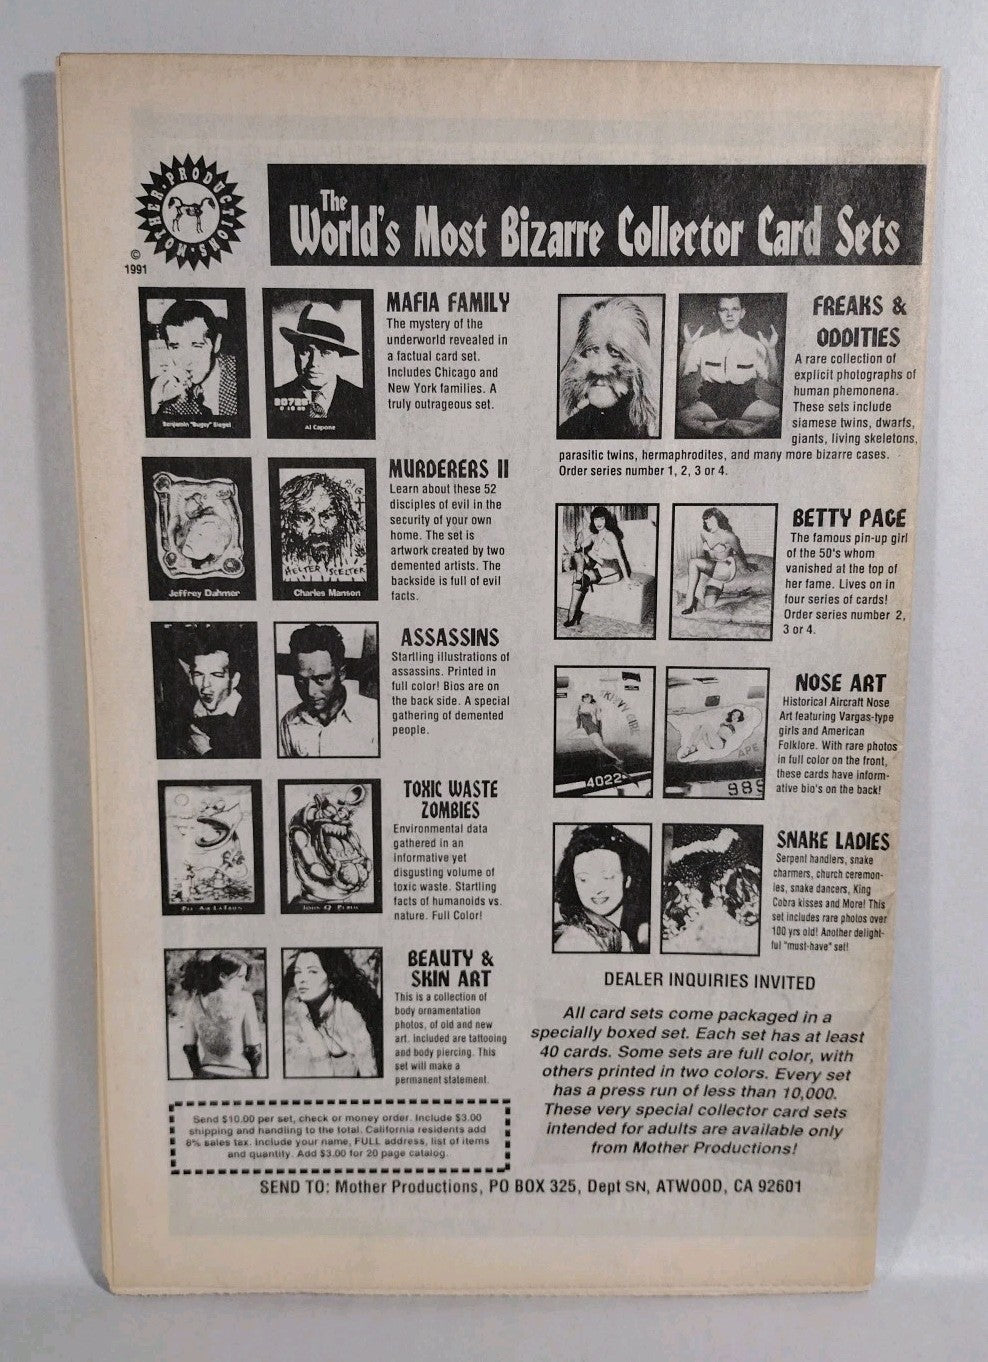 MOTHER·PRODUCTIONS·
©
1991
The
World's Most Bizarre Collector Card Sets
Benjamin "Bugsy" Siegel
Al Capone
MAFIA FAMILY
The mystery of the
underworld revealed in
a factual card set.
Includes Chicago and
New York families. A
truly outrageous set.
Jeffrey Dahmer
PIG
HELTER SCELTER
Charles Manson
MURDERERS II
Learn about these 52
disciples of evil in the
security of your own
home. The set is
artwork created by two
demented artists. The
backside is full of evil
facts.
ASSASSINS
Startling illustrations of
assassins. Printed in
full color! Bios are on
the back side. A special
gathering of demented
people.
TOXIC WASTE
ZOMBIES
Environmental data
gathered in an
informative yet
disgusting volume of
toxic waste. Startling
facts of humanoids vs.
nature. Full Color!
BEAUTY &
SKIN ART
This is a collection of
body ornamentation
photos, of old and new
art. Included are tattooing
and body piercing. This
set will make a
permanent statement.
Send $10.00 per set, check or money order. Include $3.00
shipping and handling to the total. California residents add
8% sales tax. Include your name, FULL address, list of items
and quantity. Add $3.00 for 20 page catalog.
FREAKS &
ODDITIES
A rare collection of
explicit photographs of
human phemonena.
These sets include
siamese twins, dwarfs,
giants, living skeletons,
parasitic twins, hermaphrodites, and many more bizarre cases.
Order series number 1, 2, 3 or 4.
BETTY PAGE
The famous pin-up girl
of the 50's whom
vanished at the top of
her fame. Lives on in
four series of cards!
Order series number 2,
3 or 4.
4022
989
NOSE ART
Historical Aircraft Nose
Art featuring Vargas-type
girls and American
Folklore. With rare photos
in full color on the front,
these cards have inform-
ative bio's on the back!
SNAKE LADIES
Serpent handlers, snake
charmers, church ceremon-
ies, snake dancers, King
Cobra kisses and More! This
set includes rare photos over
100 yrs old! Another delight-
ful "must-have" set!
DEALER INQUIRIES INVITED
All card sets come packaged in a
specially boxed set. Each set has at least
40 cards. Some sets are full color, with
others printed in two colors. Every set
has a press run of less than 10,000.
These very special collector card sets
intended for adults are available only
from Mother Productions!
SEND TO: Mother Productions, PO BOX 325, Dept SN, ATWOOD, CA 92601